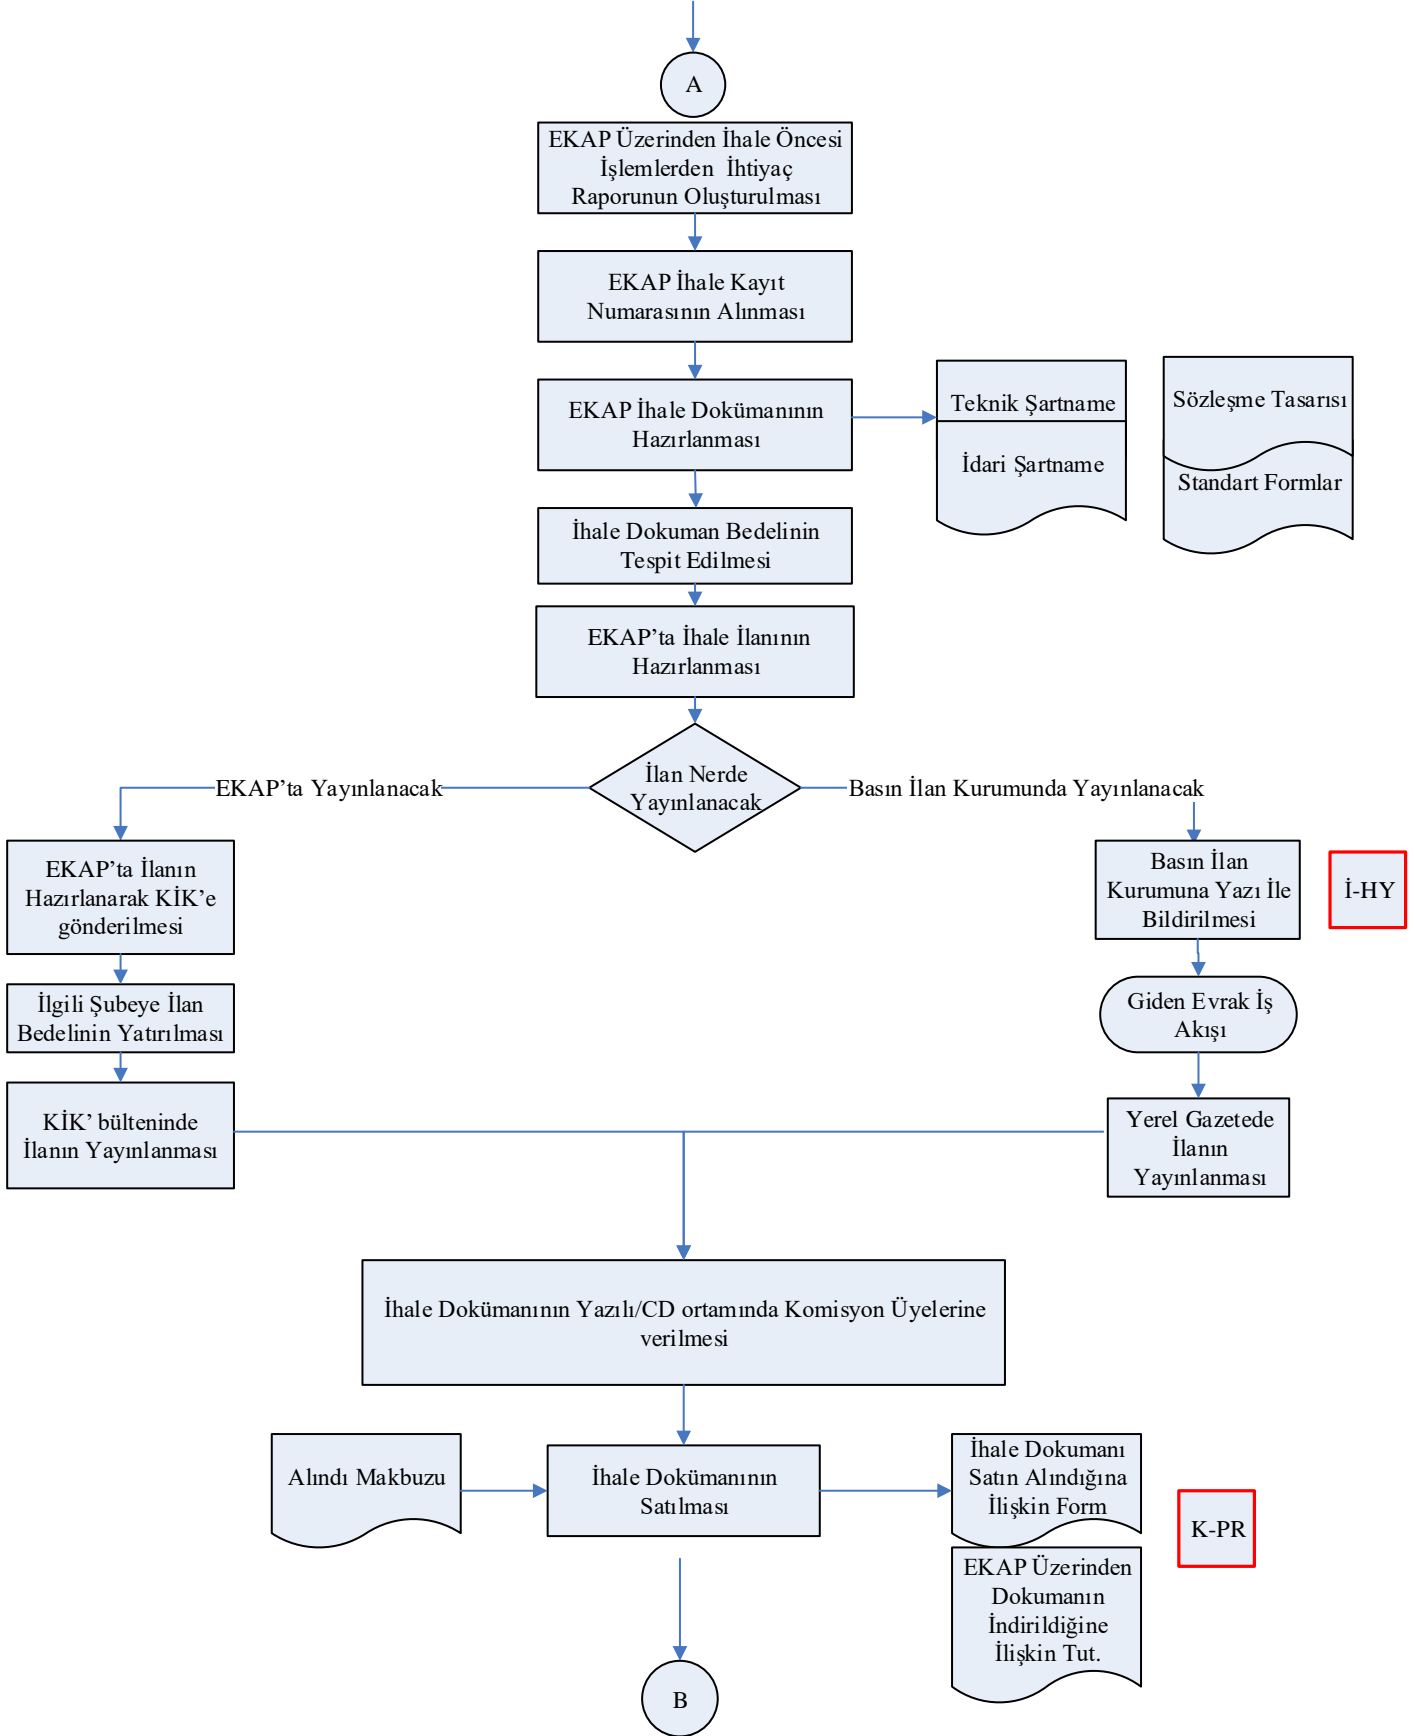 A
EKAP Üzerinden İhale Öncesi
İşlemlerden İhtiyaç
Raporunun Oluşturulması
EKAP İhale Kayıt
Numarasının Alınması
EKAP İhale Dokümanının
Hazırlanması
Teknik Şartname
İdari Şartname
Sözleşme Tasarısı
Standart Formlar
İhale Dokuman Bedelinin
Tespit Edilmesi
EKAP’ta İhale İlanının
Hazırlanması
İlan Nerde
Yayınlanacak
EKAP’ta Yayınlanacak
Basın İlan Kurumunda Yayınlanacak
EKAP’ta İlanın
Hazırlanarak KİK’e
gönderilmesi
Basın İlan
Kurumuna Yazı İle
Bildirilmesi
İ-HY
İlgili Şubeye İlan
Bedelinin Yatırılması
Giden Evrak İş
Akışı
KİK’ bülteninde
İlanın Yayınlanması
Yerel Gazetede
İlanın
Yayınlanması
İhale Dokümanının Yazılı/CD ortamında Komisyon Üyelerine
verilmesi
Alındı Makbuzu
İhale Dokümanının
Satılması
İhale Dokumanı
Satın Alındığına
İlişkin Form
K-PR
EKAP Üzerinden
Dokumanın
İndirildiğine
İlişkin Tut.
B